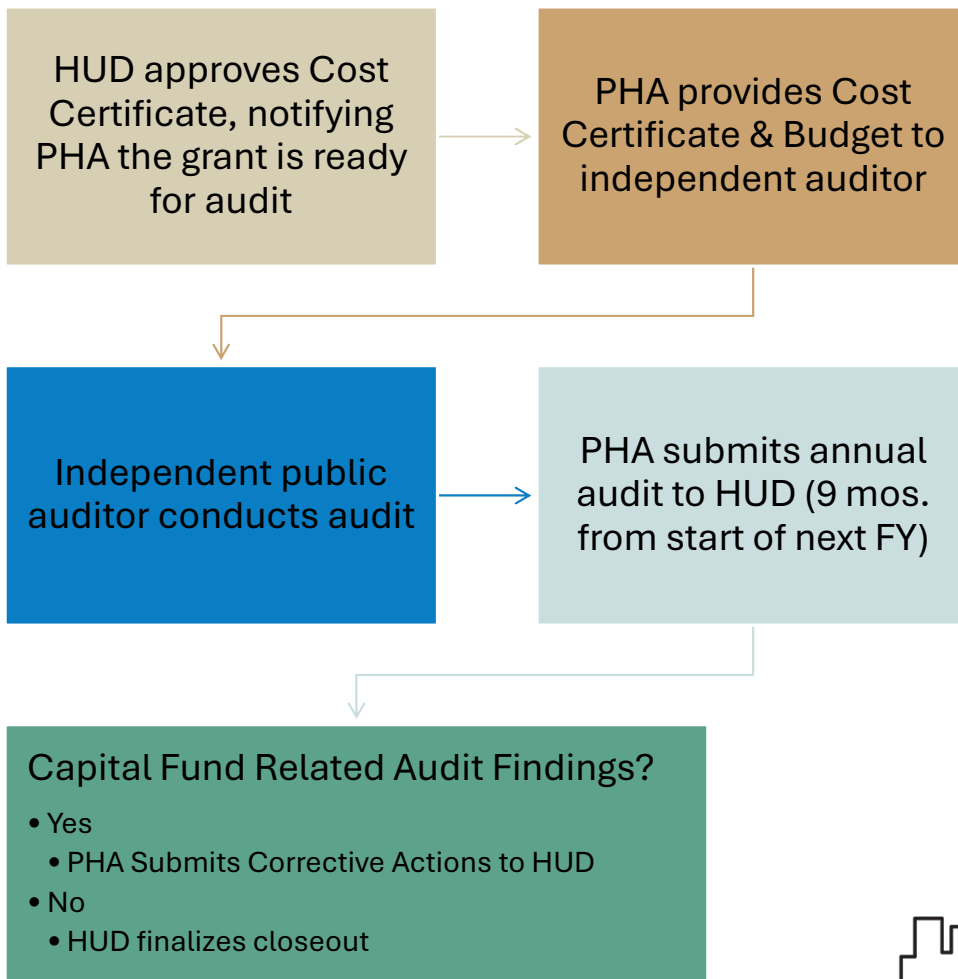 HUD approves Cost
Certificate, notifying
PHA the grant is ready
for audit
PHA provides Cost
Certificate & Budget to
independent auditor
Independent public
auditor conducts audit
PHA submits annual
audit to HUD (9 mos.
from start of next FY)
Capital Fund Related Audit Findings?
• Yes
• PHA Submits Corrective Actions to HUD
• No
• HUD finalizes closeout